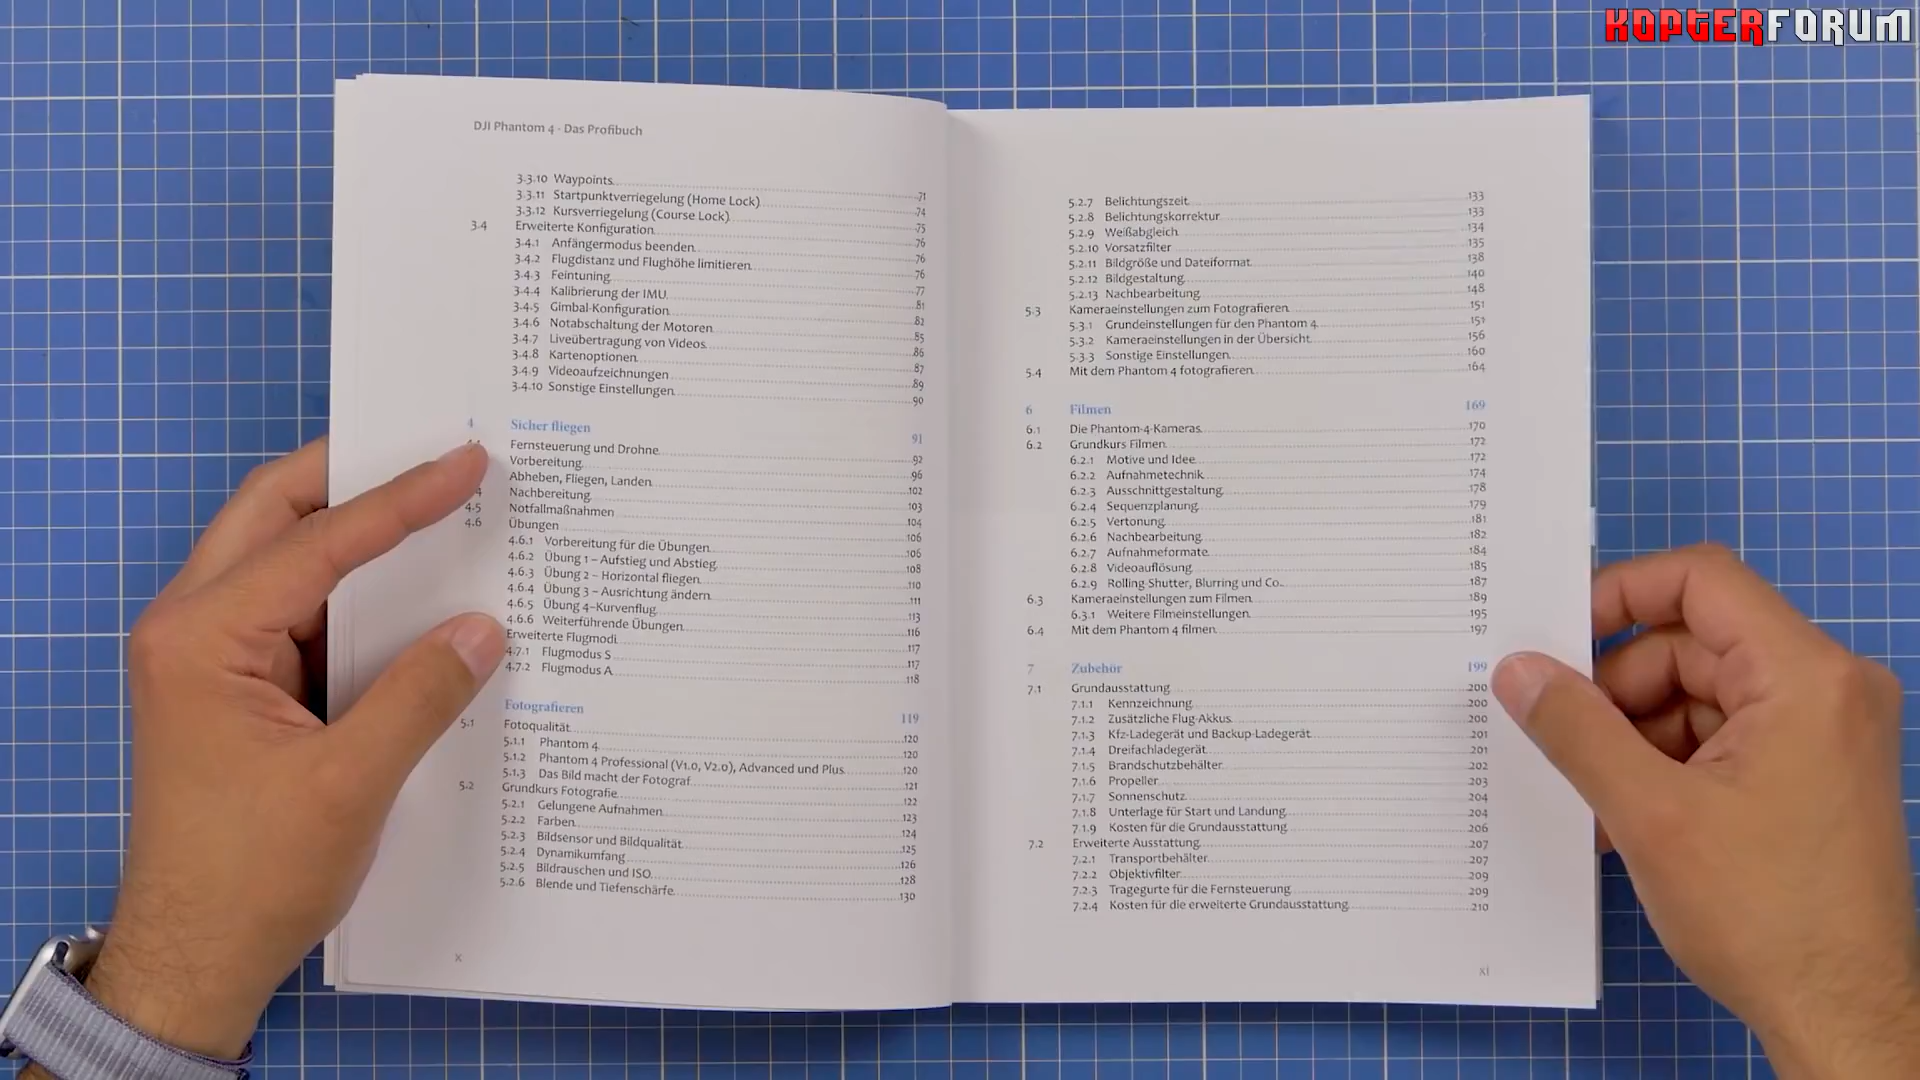 KOPTERFORUM
DJI Phantom 4 - Das Profibuch
3.3.10 Waypoints 71
3.3.11 Startpunktverriegelung (Home Lock) 74
3.3.12 Kursverriegelung (Course Lock) 75
3.4 Erweiterte Konfiguration 76
3.4.1 Anfängermodus beenden 76
3.4.2 Flugdistanz und Flughöhe limitieren 76
3.4.3 Feintuning 77
3.4.4 Kalibrierung der IMU 81
3.4.5 Gimbal-Konfiguration 82
3.4.6 Notabschaltung der Motoren 85
3.4.7 Liveübertragung von Videos 86
3.4.8 Kartenoptionen 87
3.4.9 Videoaufzeichnungen 89
3.4.10 Sonstige Einstellungen 90
4 Sicher fliegen 91
Fernsteuerung und Drohne 92
Vorbereitung 96
Abheben, Fliegen, Landen 102
4 Nachbereitung 103
4.5 Notfallmaßnahmen 104
4.6 Übungen 106
4.6.1 Vorbereitung für die Übungen 106
4.6.2 Übung 1 – Aufstieg und Abstieg 108
4.6.3 Übung 2 – Horizontal fliegen 110
4.6.4 Übung 3 – Ausrichtung ändern 111
4.6.5 Übung 4–Kurvenflug 113
4.6.6 Weiterführende Übungen 116
Erweiterte Flugmodi 117
4.7.1 Flugmodus S 117
4.7.2 Flugmodus A 118
Fotografieren 119
5.1 Fotoqualität 120
5.1.1 Phantom 4 120
5.1.2 Phantom 4 Professional (V1.0, V2.0), Advanced und Plus 120
5.1.3 Das Bild macht der Fotograf 121
5.2 Grundkurs Fotografie 122
5.2.1 Gelungene Aufnahmen 123
5.2.2 Farben 124
5.2.3 Bildsensor und Bildqualität 125
5.2.4 Dynamikumfang 126
5.2.5 Bildrauschen und ISO 128
5.2.6 Blende und Tiefenschärfe 130
x
5.2.7 Belichtungszeit 133
5.2.8 Belichtungskorrektur 133
5.2.9 Weißabgleich 134
5.2.10 Vorsatzfilter 135
5.2.11 Bildgröße und Dateiformat 138
5.2.12 Bildgestaltung 140
5.2.13 Nachbearbeitung 148
5.3 Kameraeinstellungen zum Fotografieren 151
5.3.1 Grundeinstellungen für den Phantom 4 151
5.3.2 Kameraeinstellungen in der Übersicht 156
5.3.3 Sonstige Einstellungen 160
5.4 Mit dem Phantom 4 fotografieren 164
6 Filmen 169
6.1 Die Phantom-4-Kameras 170
6.2 Grundkurs Filmen 172
6.2.1 Motive und Idee 172
6.2.2 Aufnahmetechnik 174
6.2.3 Ausschnittgestaltung 178
6.2.4 Sequenzplanung 179
6.2.5 Vertonung 181
6.2.6 Nachbearbeitung 182
6.2.7 Aufnahmeformate 184
6.2.8 Videoauflösung 185
6.2.9 Rolling-Shutter, Blurring und Co. 187
6.3 Kameraeinstellungen zum Filmen 189
6.3.1 Weitere Filmeinstellungen 195
6.4 Mit dem Phantom 4 filmen 197
7 Zubehör 199
7.1 Grundausstattung 200
7.1.1 Kennzeichnung 200
7.1.2 Zusätzliche Flug-Akkus 200
7.1.3 Kfz-Ladegerät und Backup-Ladegerät 201
7.1.4 Dreifachladegerät 201
7.1.5 Brandschutzbehälter 202
7.1.6 Propeller 203
7.1.7 Sonnenschutz 204
7.1.8 Unterlage für Start und Landung 204
7.1.9 Kosten für die Grundausstattung 206
7.2 Erweiterte Ausstattung 207
7.2.1 Transportbehälter 207
7.2.2 Objektivfilter 209
7.2.3 Tragegurte für die Fernsteuerung 209
7.2.4 Kosten für die erweiterte Grundausstattung 210
xi